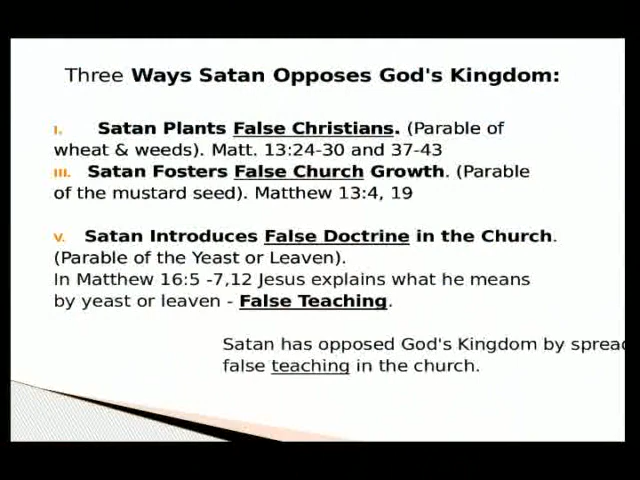 Three Ways Satan Opposes God's Kingdom:
I. Satan Plants False Christians. (Parable of
wheat & weeds). Matt. 13:24-30 and 37-43
III. Satan Fosters False Church Growth. (Parable
of the mustard seed). Matthew 13:4, 19
V. Satan Introduces False Doctrine in the Church.
(Parable of the Yeast or Leaven).
In Matthew 16:5 -7,12 Jesus explains what he means
by yeast or leaven - False Teaching.
Satan has opposed God's Kingdom by spread
false teaching in the church.